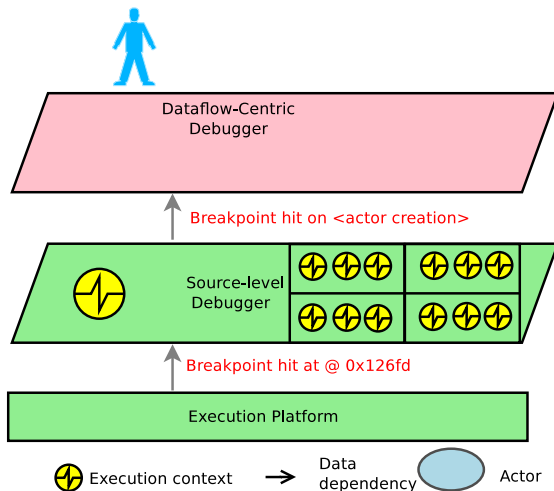 Dataflow-Centric
Debugger
Breakpoint hit on <actor creation>
Source-level
Debugger
Breakpoint hit at @ 0x126fd
Execution Platform
Execution context
Data
dependency
Actor